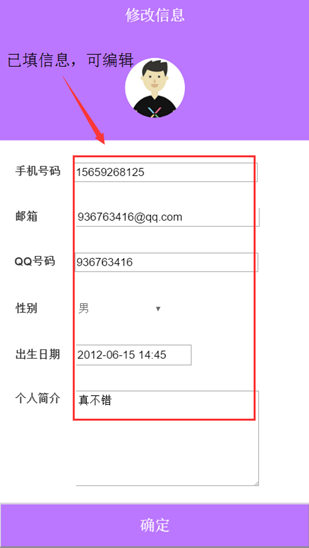 修改信息
已填信息，可编辑
手机号码 15659268125
邮箱 936763416@qq.com
QQ号码 936763416
性别 男
出生日期 2012-06-15 14:45
个人简介 真不错
确定